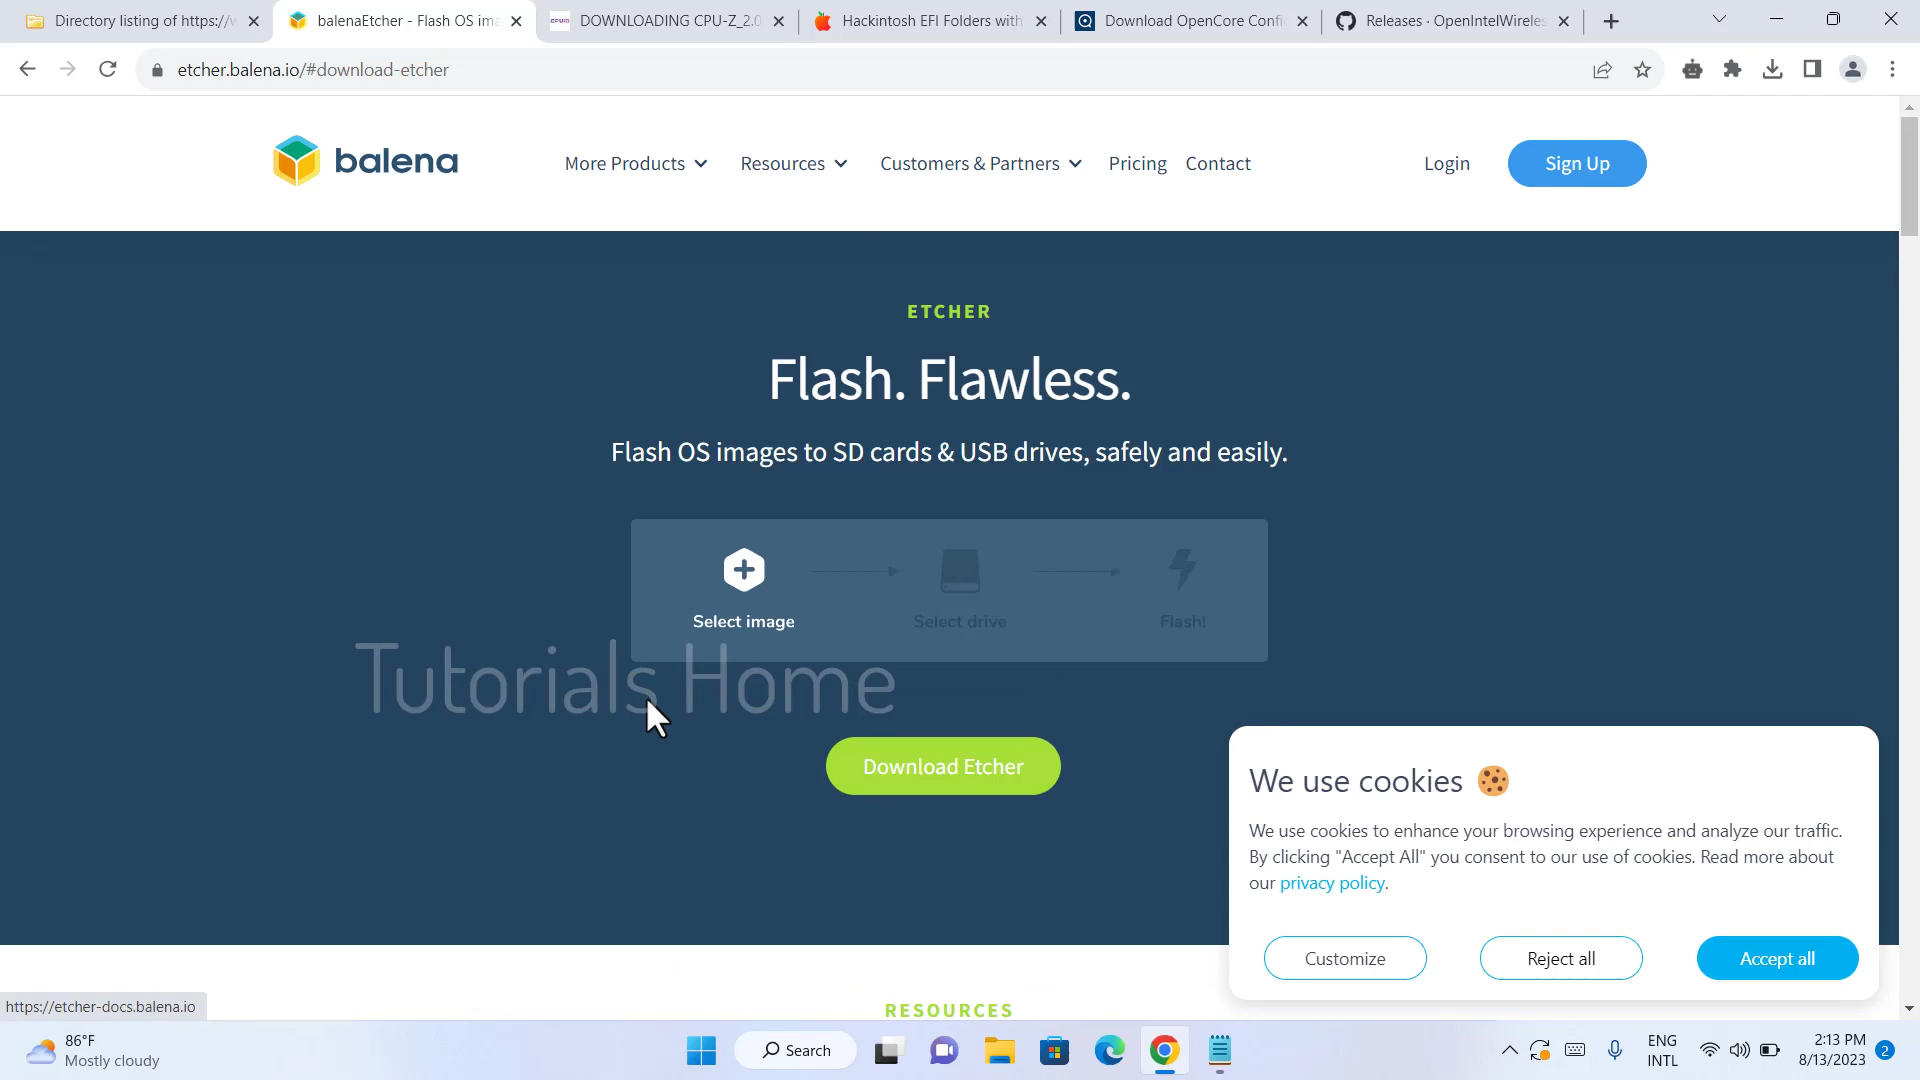 Directory listing of https://w
balenaEtcher - Flash OS ima
CPUID
DOWNLOADING CPU-Z_2.0
Hackintosh EFI Folders with
Download OpenCore Confi
Releases · OpenIntelWireles
etcher.balena.io/#download-etcher
balena
More Products
Resources
Customers & Partners
Pricing
Contact
Login
Sign Up
ETCHER
Flash. Flawless.
Flash OS images to SD cards & USB drives, safely and easily.
Select image
Select drive
Flash!
Tutorials Home
Download Etcher
We use cookies 
We use cookies to enhance your browsing experience and analyze our traffic.
By clicking "Accept All" you consent to our use of cookies. Read more about
our privacy policy.
Customize
Reject all
Accept all
RESOURCES
https://etcher-docs.balena.io
86°F
Mostly cloudy
Search
ENG
INTL
2:13 PM
8/13/2023
2